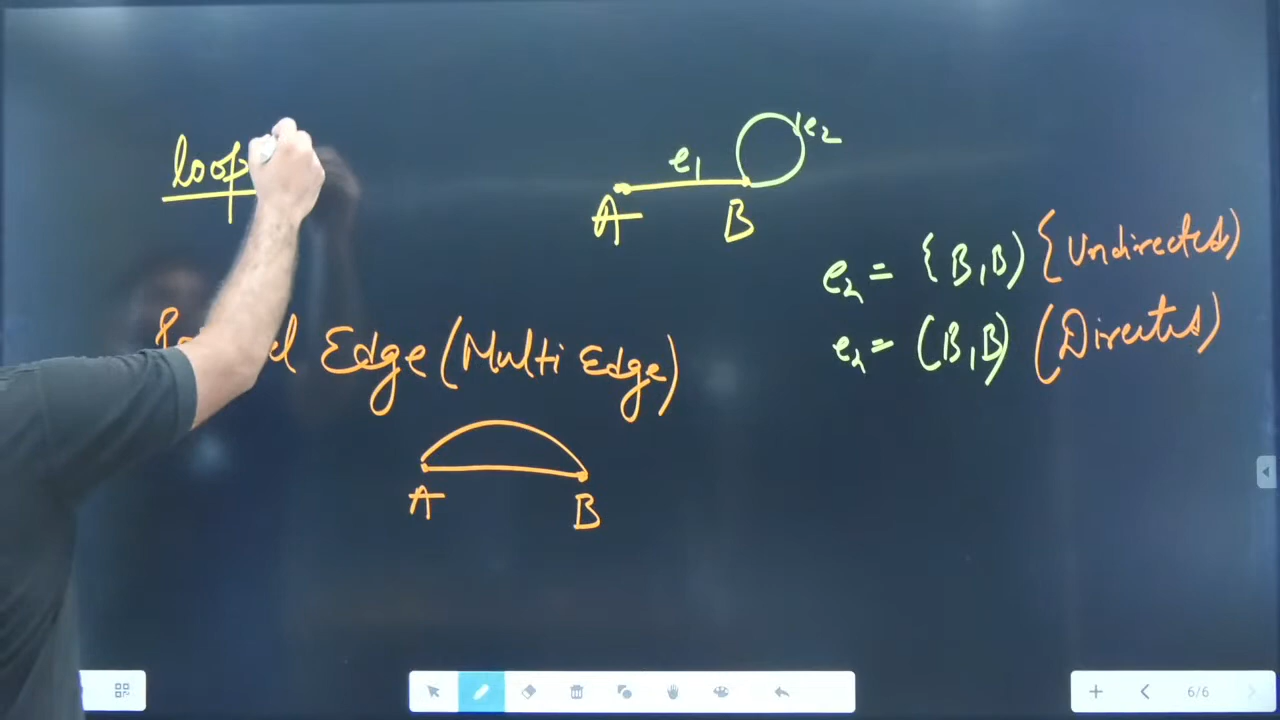 loop
e1 e2
A B
e2 = {B,B) {Undirected)
e2 = (B,B) (Directed)
Edge (Multi Edge)
A B
6/6